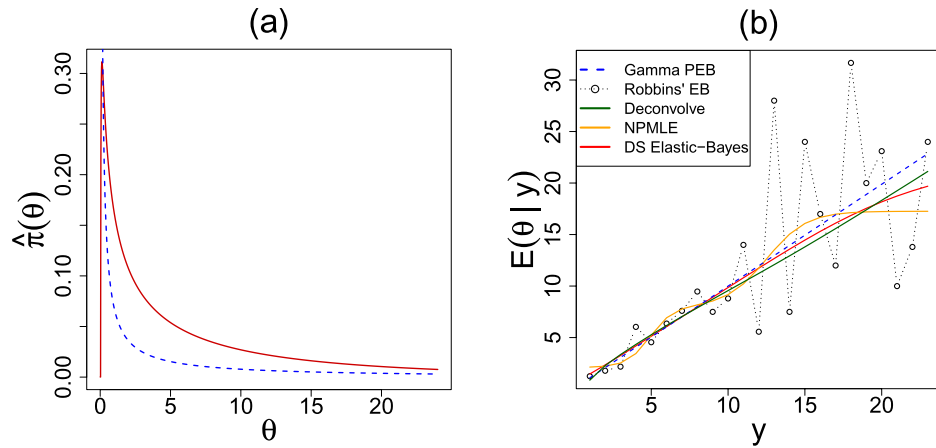 (a)
π̂(θ)
0.00 0.10 0.20 0.30
0 5 10 15 20
θ
(b)
Gamma PEB
Robbins' EB
Deconvolve
NPMLE
DS Elastic−Bayes
E(θ | y)
5 10 15 20 25 30
5 10 15 20
y